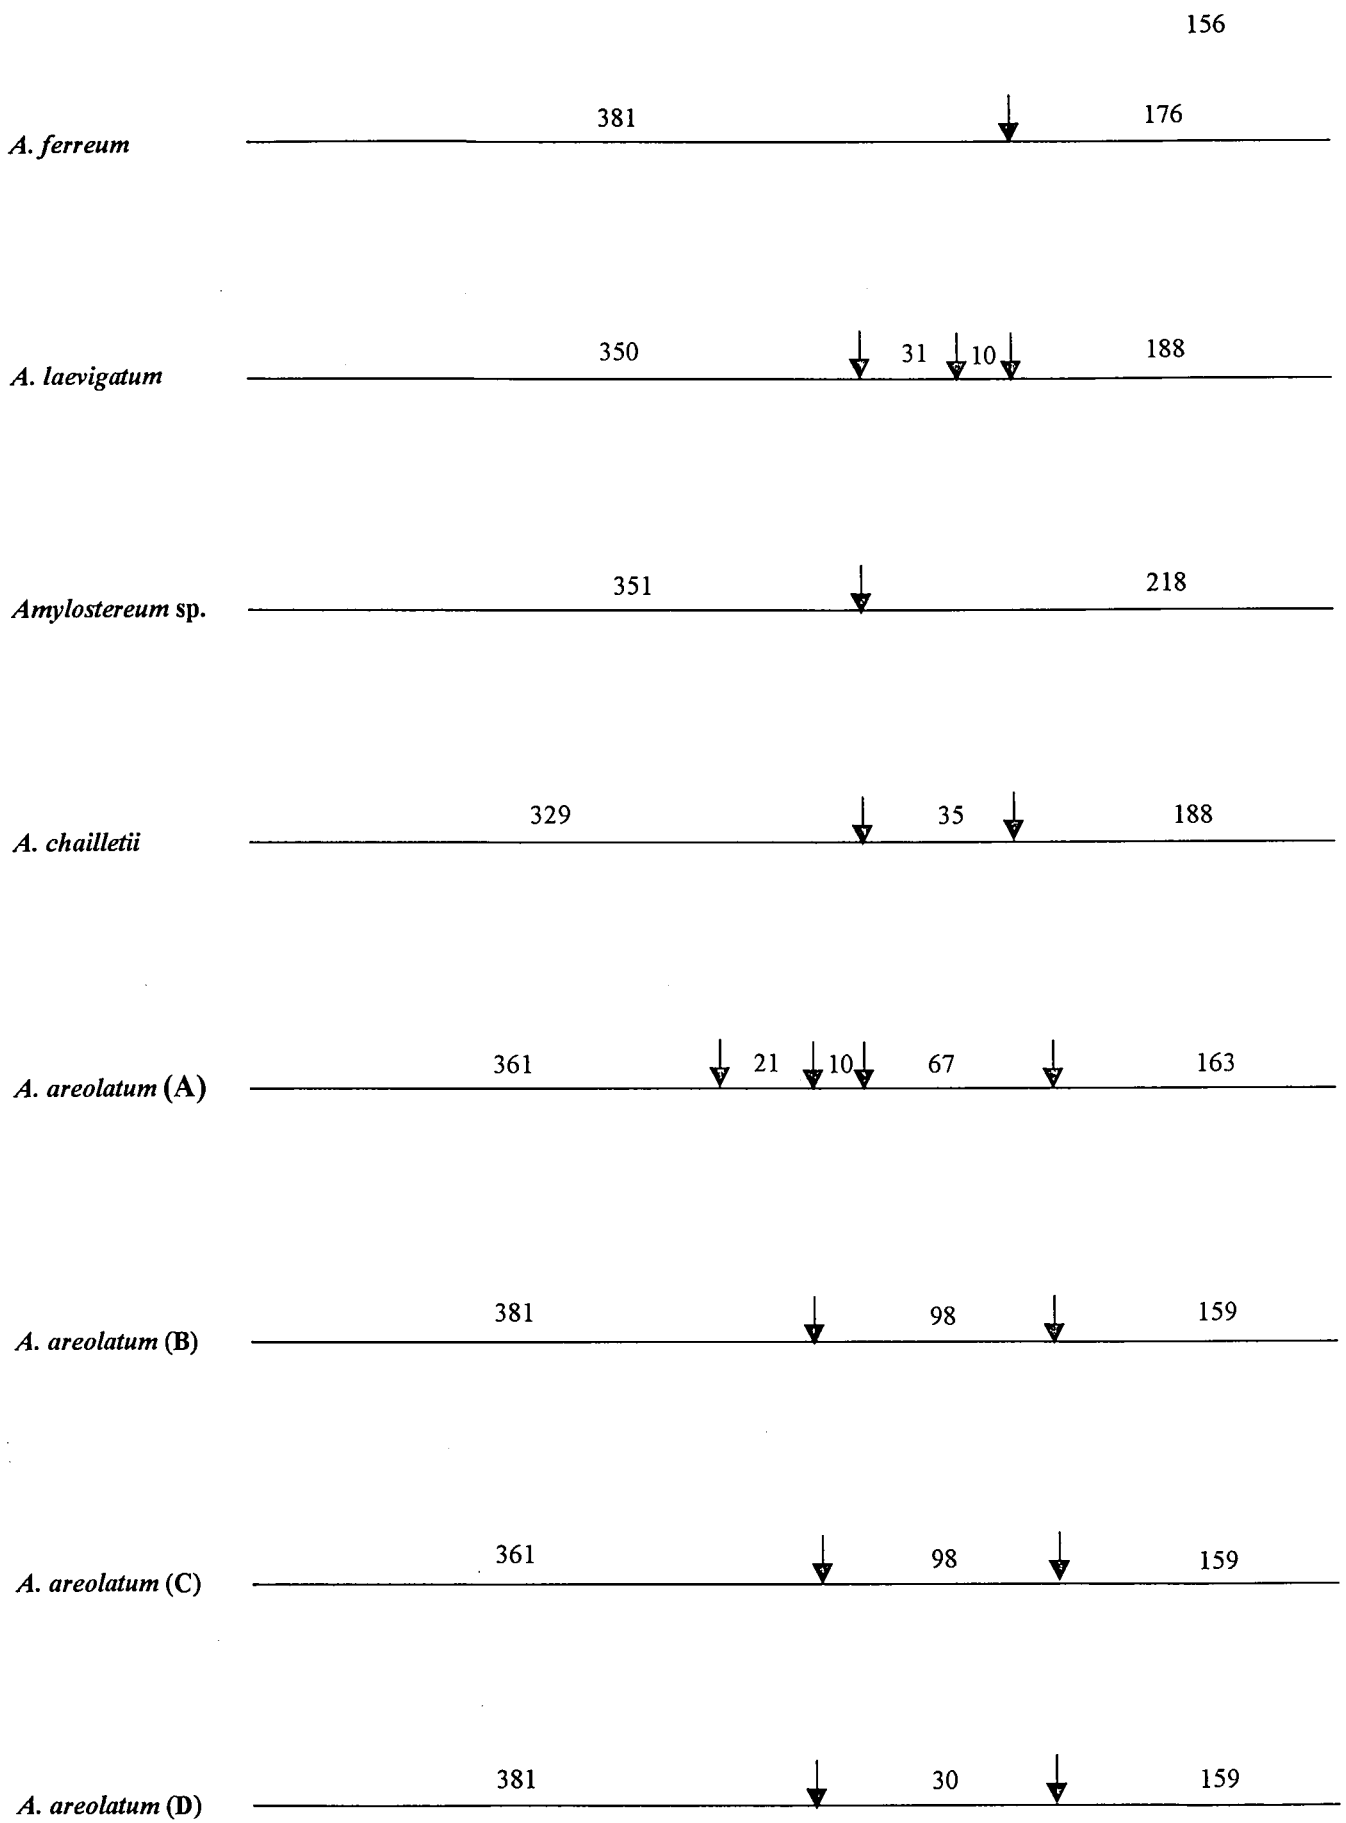 156
A. ferreum 381 176
A. laevigatum 350 31 10 188
Amylostereum sp. 351 218
A. chailletii 329 35 188
A. areolatum (A) 361 21 10 67 163
A. areolatum (B) 381 98 159
A. areolatum (C) 361 98 159
A. areolatum (D) 381 30 159